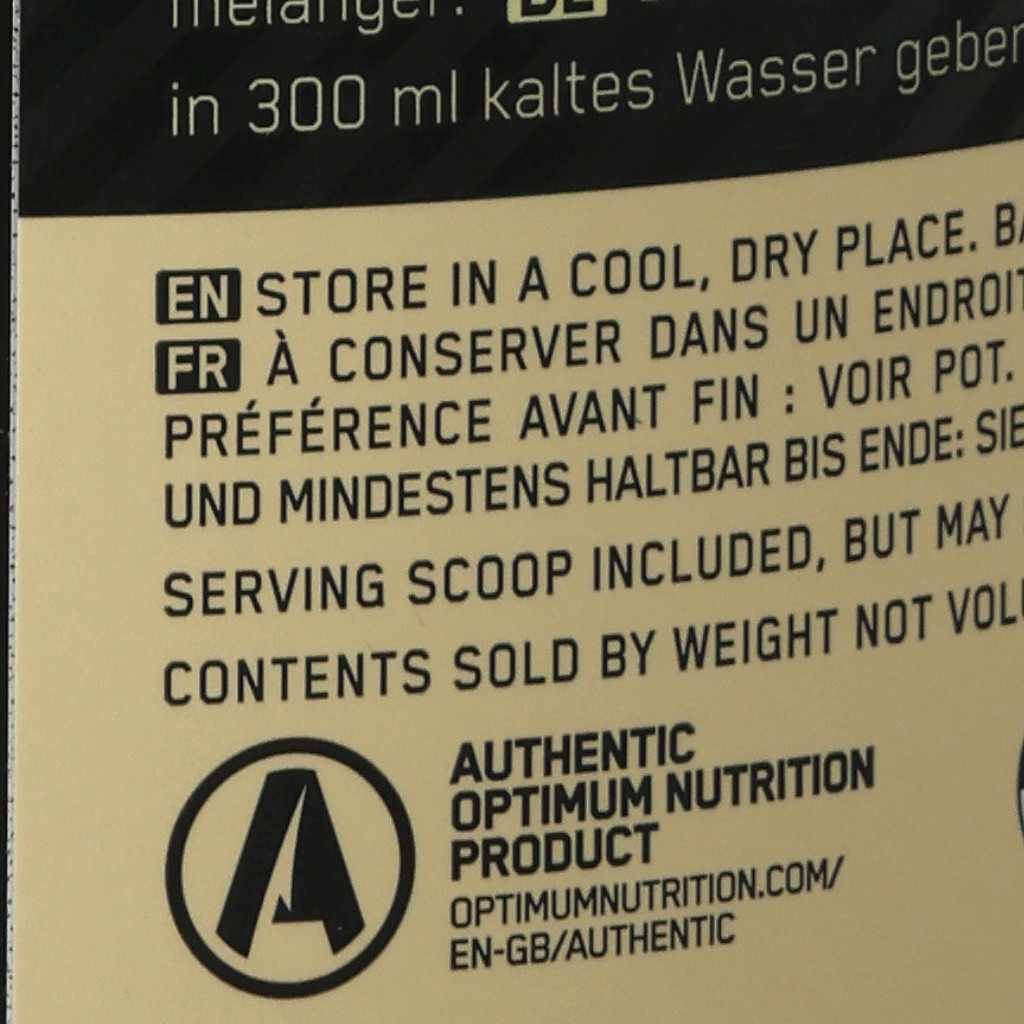 mélanger.
in 300 ml kaltes Wasser geben
EN STORE IN A COOL, DRY PLACE.
FR À CONSERVER DANS UN ENDROIT
PRÉFÉRENCE AVANT FIN : VOIR POT.
UND MINDESTENS HALTBAR BIS ENDE:
SERVING SCOOP INCLUDED, BUT MAY
CONTENTS SOLD BY WEIGHT NOT
A
AUTHENTIC
OPTIMUM NUTRITION
PRODUCT
OPTIMUMNUTRITION.COM/
EN-GB/AUTHENTIC